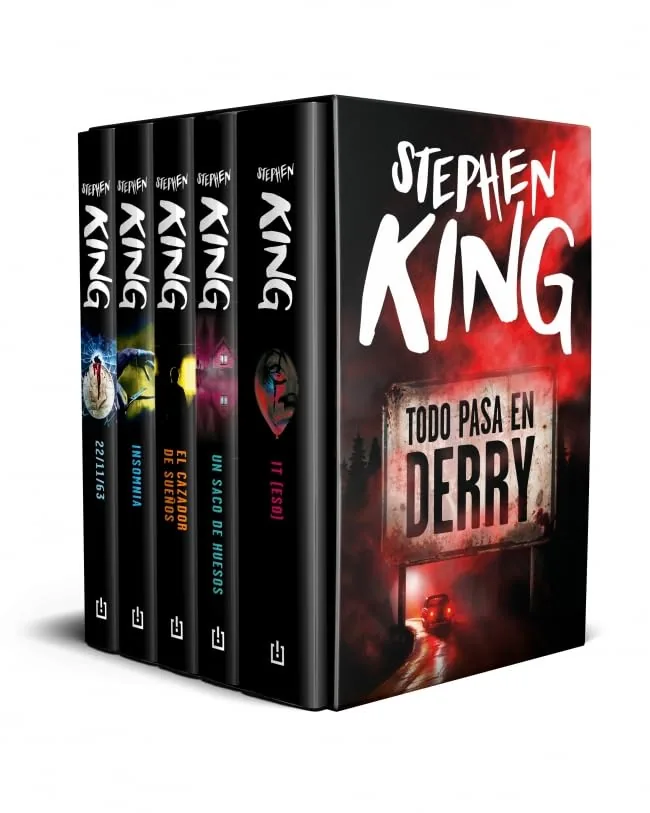 STEPHEN
KING
22/11/63
STEPHEN
KING
INSOMNIA
STEPHEN
KING
EL CAZADOR
DE SUEÑOS
STEPHEN
KING
UN SACO DE HUESOS
STEPHEN
KING
IT (ESO)
STEPHEN
KING
TODO PASA EN
DERRY